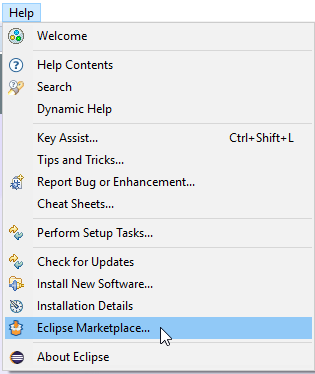 Help
Welcome
Help Contents
Search
Dynamic Help
Key Assist... Ctrl+Shift+L
Tips and Tricks...
Report Bug or Enhancement...
Cheat Sheets...
Perform Setup Tasks...
Check for Updates
Install New Software...
Installation Details
Eclipse Marketplace...
About Eclipse